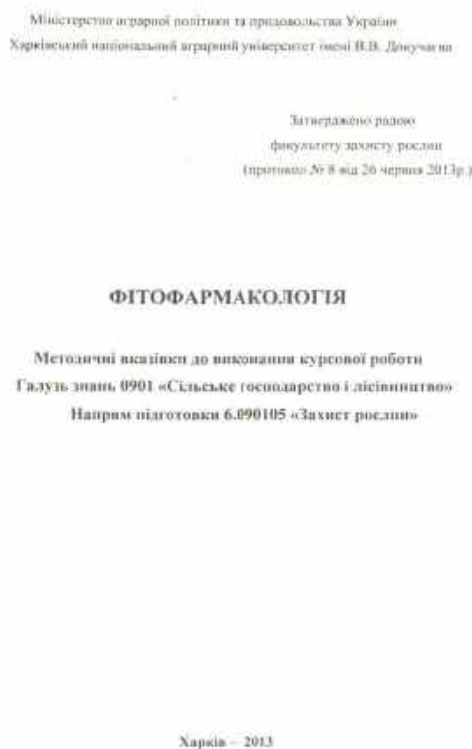 Міністерство аграрної політики та продовольства України
Харківський національний аграрний університет імені В.В. Докучаєва
Затверджено радою
факультету захисту рослин
(протокол № 8 від 26 червня 2013р.)
ФІТОФАРМАКОЛОГІЯ
Методичні вказівки до виконання курсової роботи
Галузь знань 0901 «Сільське господарство і лісівництво»
Напрям підготовки 6.090105 «Захист рослин»
Харків – 2013